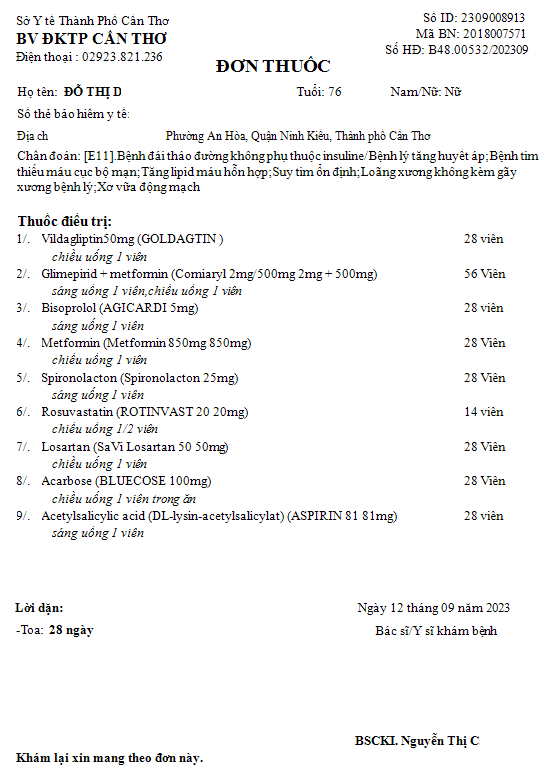 Sở Y tế Thành Phố Cần Thơ
Số ID: 2309008913
BV ĐKTP CẦN THƠ
Mã BN: 2018007571
Điện thoại : 02923.821.236
Số HĐ: B48.00532/202309
ĐƠN THUỐC
Họ tên: ĐỖ THỊ D Tuổi: 76 Nam/Nữ: Nữ
Số thẻ bảo hiểm y tế:
Địa ch Phường An Hòa, Quận Ninh Kiều, Thành phố Cần Thơ
Chẩn đoán: [E11].Bệnh đái tháo đường không phụ thuộc insuline/Bệnh lý tăng huyết áp;Bệnh tim
thiếu máu cục bộ mạn;Tăng lipid máu hỗn hợp;Suy tim ổn định;Loãng xương không kèm gãy
xương bệnh lý;Xơ vữa động mạch
Thuốc điều trị:
1/. Vildagliptin50mg (GOLDAGTIN ) 28 viên
chiều uống 1 viên
2/. Glimepirid + metformin (Comiaryl 2mg/500mg 2mg + 500mg) 56 Viên
sáng uống 1 viên,chiều uống 1 viên
3/. Bisoprolol (AGICARDI 5mg) 28 viên
sáng uống 1 viên
4/. Metformin (Metformin 850mg 850mg) 28 Viên
chiều uống 1 viên
5/. Spironolacton (Spironolacton 25mg) 28 Viên
sáng uống 1 viên
6/. Rosuvastatin (ROTINVAST 20 20mg) 14 viên
chiều uống 1/2 viên
7/. Losartan (SaVi Losartan 50 50mg) 28 Viên
chiều uống 1 viên
8/. Acarbose (BLUECOSE 100mg) 28 Viên
chiều uống 1 viên trong ăn
9/. Acetylsalicylic acid (DL-lysin-acetylsalicylat) (ASPIRIN 81 81mg) 28 viên
sáng uống 1 viên
Lời dặn:
Ngày 12 tháng 09 năm 2023
-Toa: 28 ngày
Bác sĩ/Y sĩ khám bệnh
BSCKI. Nguyễn Thị C
Khám lại xin mang theo đơn này.